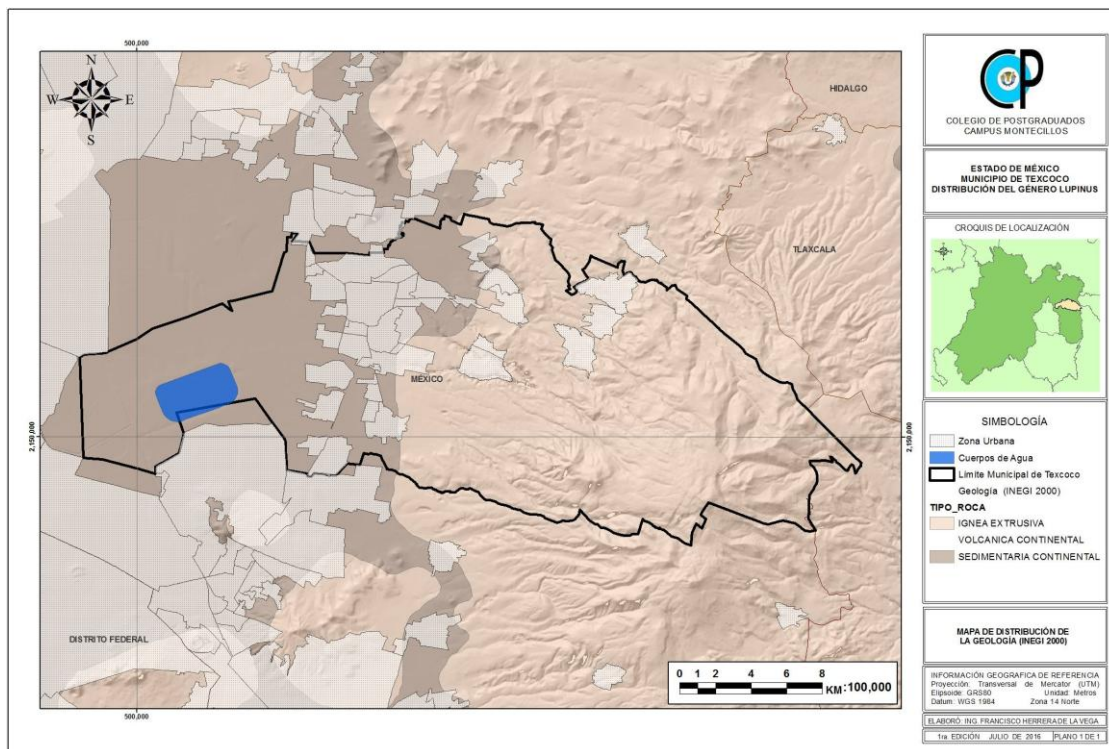 500,000
N
W E
S
HIDALGO
TLAXCALA
MEXICO
2,150,000
2,150,000
DISTRITO FEDERAL
0 1 2 4 6 8
KM :100,000
500,000
CP
COLEGIO DE POSTGRADUADOS
CAMPUS MONTECILLOS
ESTADO DE MÉXICO
MUNICIPIO DE TEXCOCO
DISTRIBUCIÓN DEL GÉNERO LUPINUS
CROQUIS DE LOCALIZACIÓN
SIMBOLOGÍA
Zona Urbana
Cuerpos de Agua
Límite Municipal de Texcoco
Geología (INEGI 2000)
TIPO_ROCA
IGNEA EXTRUSIVA
VOLCANICA CONTINENTAL
SEDIMENTARIA CONTINENTAL
MAPA DE DISTRIBUCIÓN DE
LA GEOLOGÍA (INEGI 2000)
INFORMACIÓN GEOGRAFICA DE REFERENCIA
Proyección: Transversal de Mercator (UTM)
Elipsoide: GRS80 Unidad: Metros
Datum: WGS 1984 Zona 14 Norte
ELABORÓ: ING. FRANCISCO HERRERA DE LA VEGA
1ra. EDICIÓN JULIO DE 2016 PLANO 1 DE 1